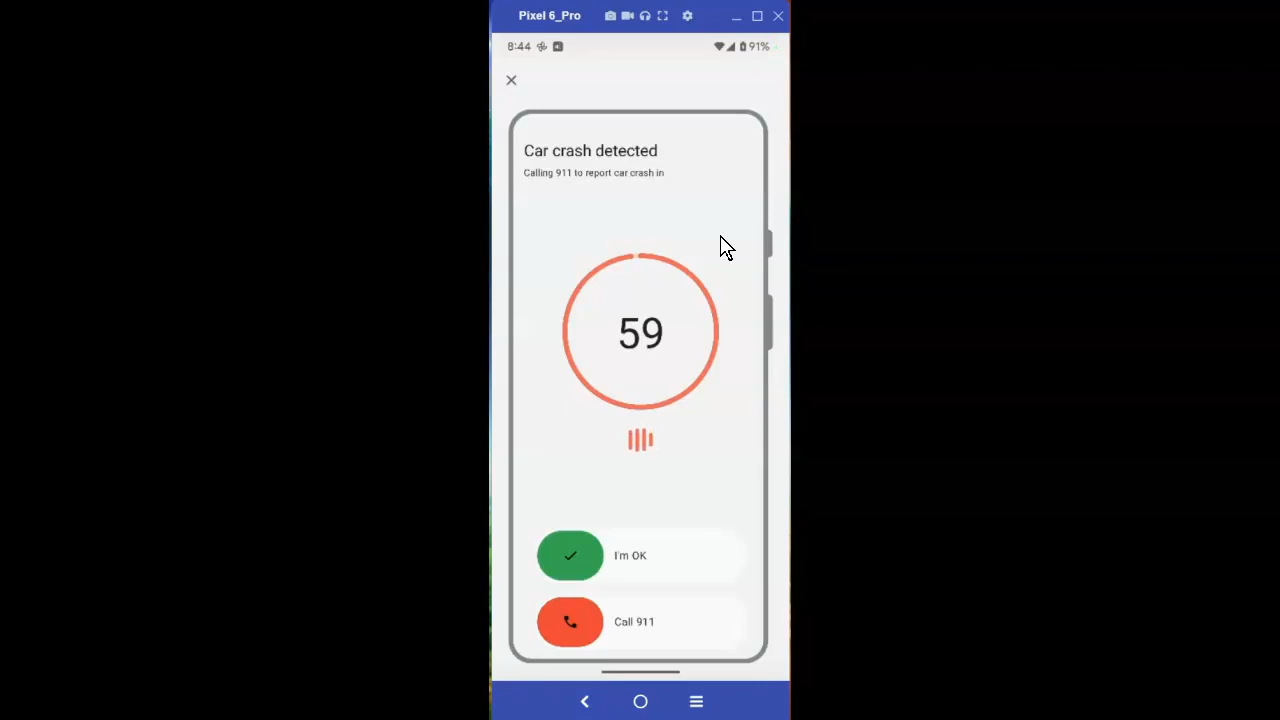 Pixel 6_Pro
8:44
91%
Car crash detected
Calling 911 to report car crash in
59
I'm OK
Call 911